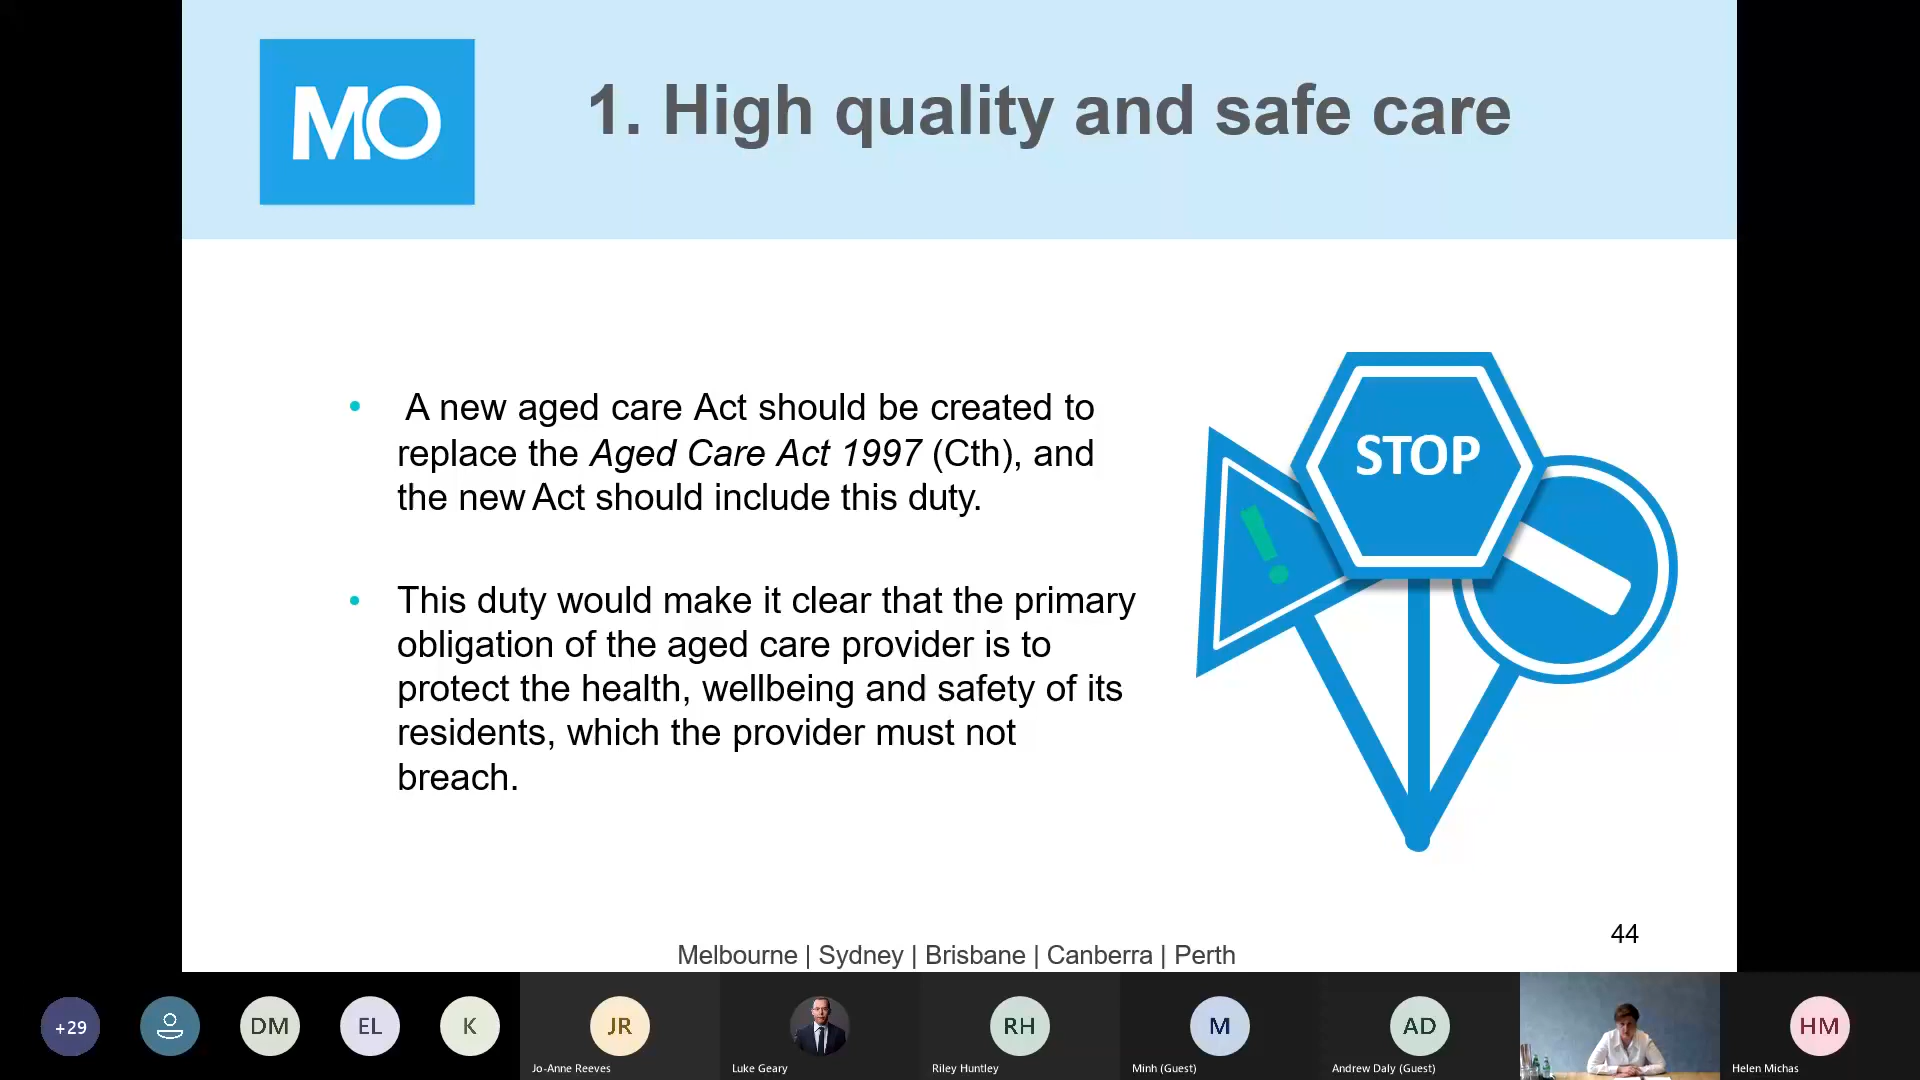 MO
1. High quality and safe care
• A new aged care Act should be created to
replace the Aged Care Act 1997 (Cth), and
the new Act should include this duty.
• This duty would make it clear that the primary
obligation of the aged care provider is to
protect the health, wellbeing and safety of its
residents, which the provider must not
breach.
!
STOP
44
Melbourne | Sydney | Brisbane | Canberra | Perth
+29
DM
EL
K
JR
RH
M
AD
HM
Jo-Anne Reeves
Luke Geary
Riley Huntley
Minh (Guest)
Andrew Daly (Guest)
Helen Michas